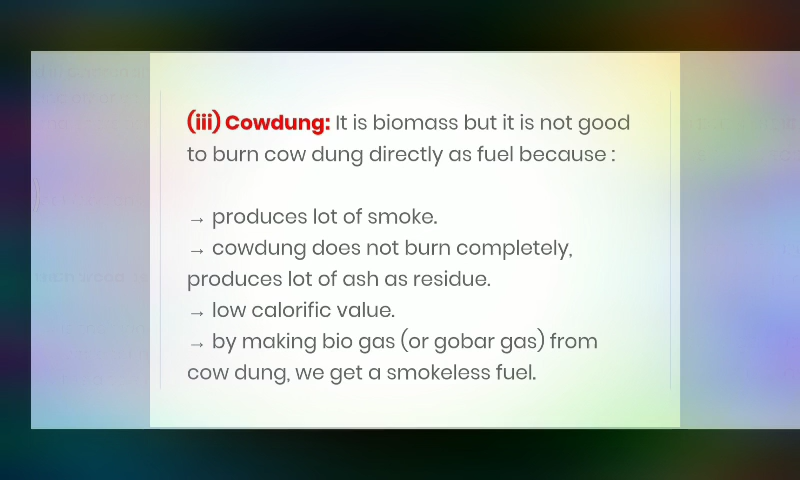 (iii) Cowdung: It is biomass but it is not good
to burn cow dung directly as fuel because :
→ produces lot of smoke.
→ cowdung does not burn completely,
produces lot of ash as residue.
→ low calorific value.
→ by making bio gas (or gobar gas) from
cow dung, we get a smokeless fuel.